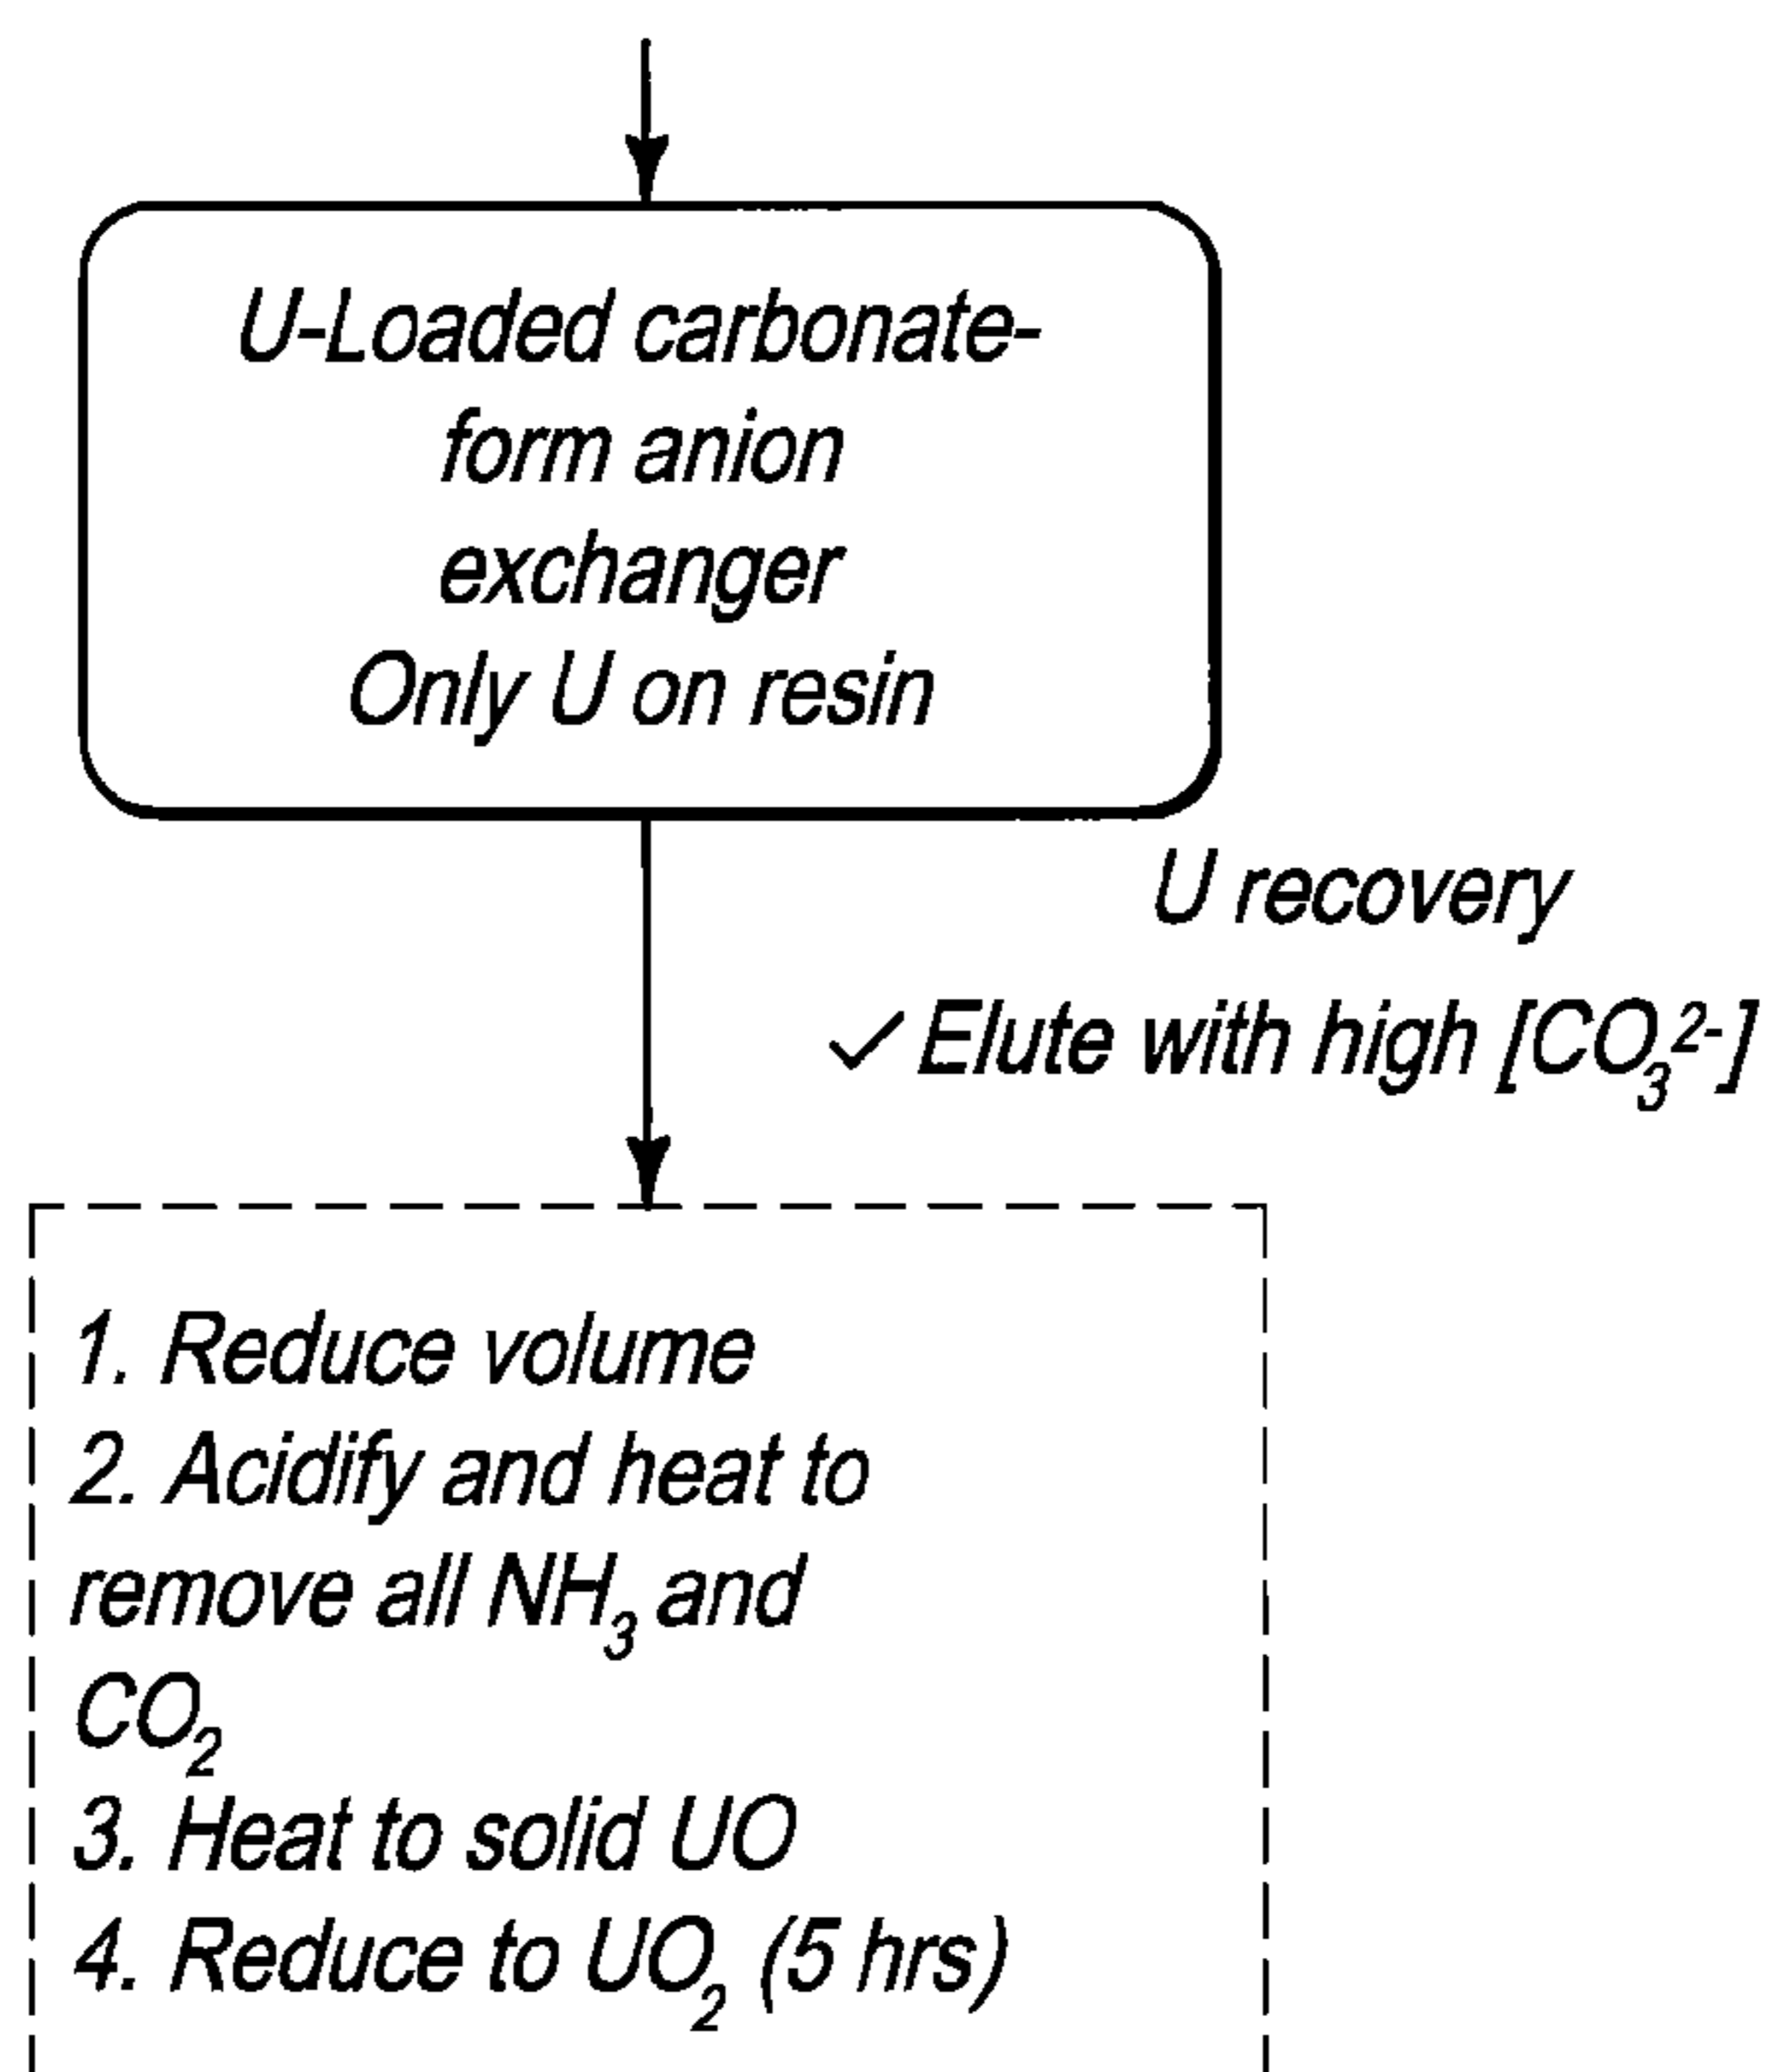 U-Loaded carbonate-
form anion
exchanger
Only U on resin
U recovery
✓ Elute with high [CO₃²⁻]
1. Reduce volume
2. Acidify and heat to
remove all NH₃ and
CO₂
3. Heat to solid UO
4. Reduce to UO₂ (5 hrs)